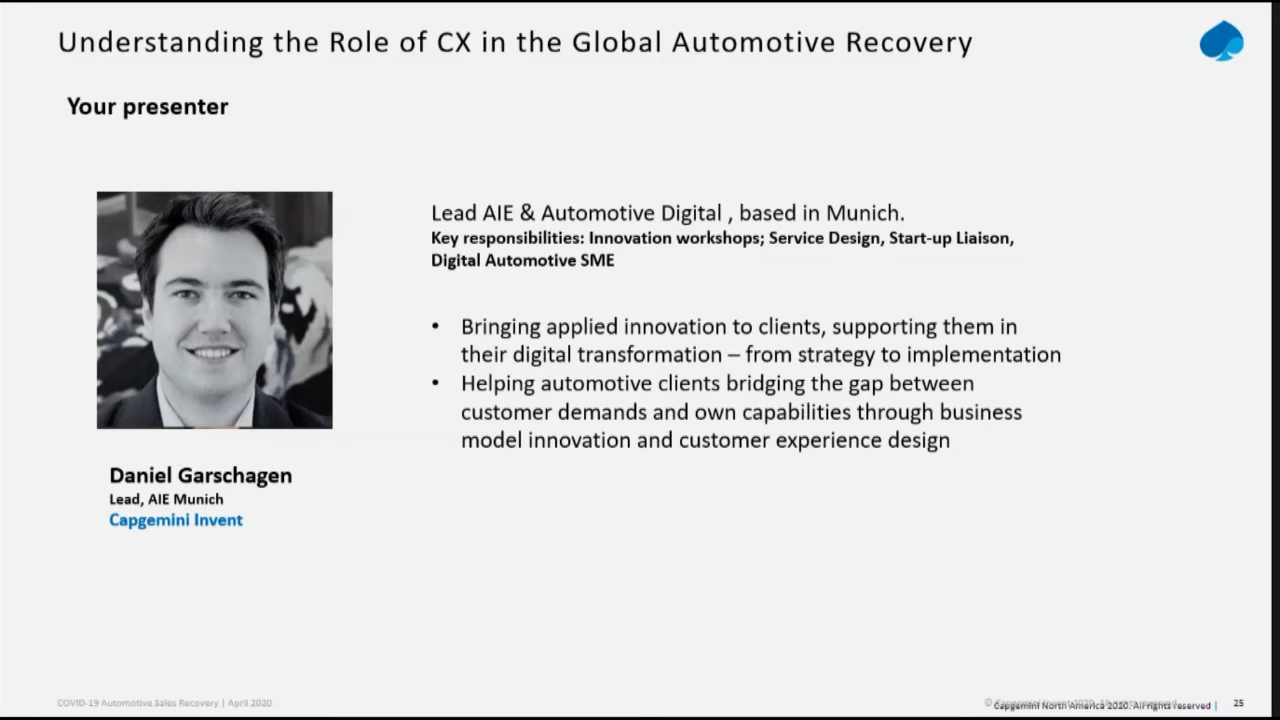 Understanding the Role of CX in the Global Automotive Recovery
Your presenter
Lead AIE & Automotive Digital , based in Munich.
Key responsibilities: Innovation workshops; Service Design, Start-up Liaison,
Digital Automotive SME
• Bringing applied innovation to clients, supporting them in
their digital transformation – from strategy to implementation
• Helping automotive clients bridging the gap between
customer demands and own capabilities through business
model innovation and customer experience design
Daniel Garschagen
Lead, AIE Munich
Capgemini Invent
COVID-19 Automotive Sales Recovery | April 2020
Capgemini North America 2020. All rights reserved |
25